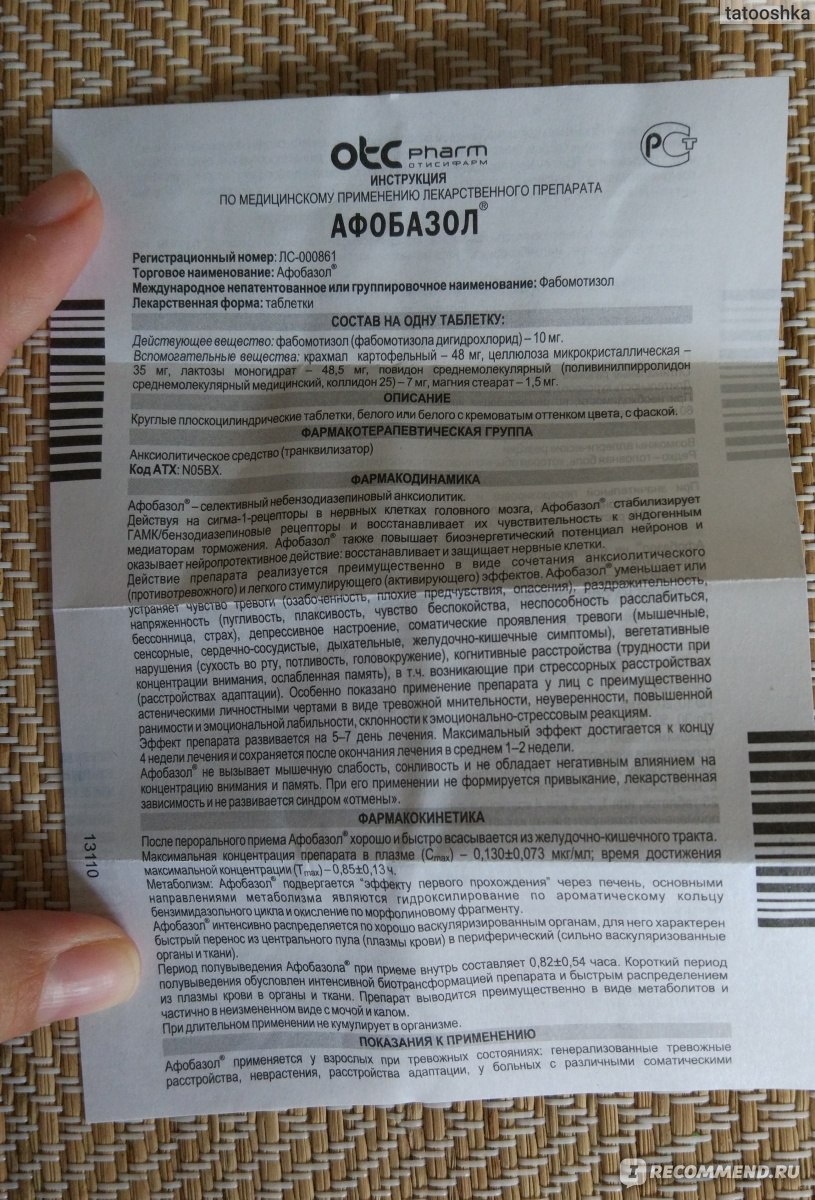 tatooshka
otc pharm
ОТИСИФАРМ
РСТ
ИНСТРУКЦИЯ
ПО МЕДИЦИНСКОМУ ПРИМЕНЕНИЮ ЛЕКАРСТВЕННОГО ПРЕПАРАТА
АФОБАЗОЛ®
Регистрационный номер: ЛС-000861
Торговое наименование: Афобазол®
Международное непатентованное или группировочное наименование: Фабомотизол
Лекарственная форма: таблетки
СОСТАВ НА ОДНУ ТАБЛЕТКУ:
Действующее вещество: фабомотизол (фабомотизола дигидрохлорид) – 10 мг.
Вспомогательные вещества: крахмал картофельный – 48 мг, целлюлоза микрокристаллическая –
35 мг, лактозы моногидрат – 48,5 мг, повидон среднемолекулярный (поливинилпирролидон
среднемолекулярный медицинский, коллидон 25) – 7 мг, магния стеарат – 1,5 мг.
ОПИСАНИЕ
Круглые плоскоцилиндрические таблетки, белого или белого с кремоватым оттенком цвета, с фаской.
ФАРМАКОТЕРАПЕВТИЧЕСКАЯ ГРУППА
Анксиолитическое средство (транквилизатор)
Код АТХ: N05BX.
ФАРМАКОДИНАМИКА
Афобазол® – селективный небензодиазепиновый анксиолитик.
Действуя на сигма-1-рецепторы в нервных клетках головного мозга, Афобазол® стабилизирует
ГАМК/бензодиазепиновые рецепторы и восстанавливает их чувствительность к эндогенным
медиаторам торможения. Афобазол® также повышает биоэнергетический потенциал нейронов и
оказывает нейропротективное действие: восстанавливает и защищает нервные клетки.
Действие препарата реализуется преимущественно в виде сочетания анксиолитического
(противотревожного) и легкого стимулирующего (активирующего) эффектов. Афобазол® уменьшает или
устраняет чувство тревоги (озабоченность, плохие предчувствия, опасения), раздражительность,
напряженность (пугливость, плаксивость, чувство беспокойства, неспособность расслабиться,
бессонница, страх), депрессивное настроение, соматические проявления тревоги (мышечные,
сенсорные, сердечно-сосудистые, дыхательные, желудочно-кишечные симптомы), вегетативные
нарушения (сухость во рту, потливость, головокружение), когнитивные расстройства (трудности при
концентрации внимания, ослабленная память), в т.ч. возникающие при стрессорных расстройствах
(расстройствах адаптации). Особенно показано применение препарата у лиц с преимущественно
астеническими личностными чертами в виде тревожной мнительности, неуверенности, повышенной
ранимости и эмоциональной лабильности, склонности к эмоционально-стрессовым реакциям.
Эффект препарата развивается на 5–7 день лечения. Максимальный эффект достигается к концу
4 недели лечения и сохраняется после окончания лечения в среднем 1–2 недели.
Афобазол® не вызывает мышечную слабость, сонливость и не обладает негативным влиянием на
концентрацию внимания и память. При его применении не формируется привыкание, лекарственная
зависимость и не развивается синдром «отмены».
ФАРМАКОКИНЕТИКА
После перорального приема Афобазол® хорошо и быстро всасывается из желудочно-кишечного тракта.
Максимальная концентрация препарата в плазме (Cmax) – 0,130±0,073 мкг/мл; время достижения
максимальной концентрации (Tmax) – 0,85±0,13 ч.
Метаболизм: Афобазол® подвергается "эффекту первого прохождения" через печень, основными
направлениями метаболизма являются гидроксилирование по ароматическому кольцу
бензимидазольного цикла и окисление по морфолиновому фрагменту.
Афобазол® интенсивно распределяется по хорошо васкуляризированным органам, для него характерен
быстрый перенос из центрального пула (плазмы крови) в периферический (сильно васкуляризованные
органы и ткани).
Период полувыведения Афобазола® при приеме внутрь составляет 0,82±0,54 часа. Короткий период
полувыведения обусловлен интенсивной биотрансформацией препарата и быстрым распределением
из плазмы крови в органы и ткани. Препарат выводится преимущественно в виде метаболитов и
частично в неизмененном виде с мочой и калом.
При длительном применении не кумулирует в организме.
ПОКАЗАНИЯ К ПРИМЕНЕНИЮ
Афобазол® применяется у взрослых при тревожных состояниях: генерализованные тревожные
расстройства, неврастения, расстройства адаптации, у больных с различными соматическими
13110
IRECOMMEND.RU